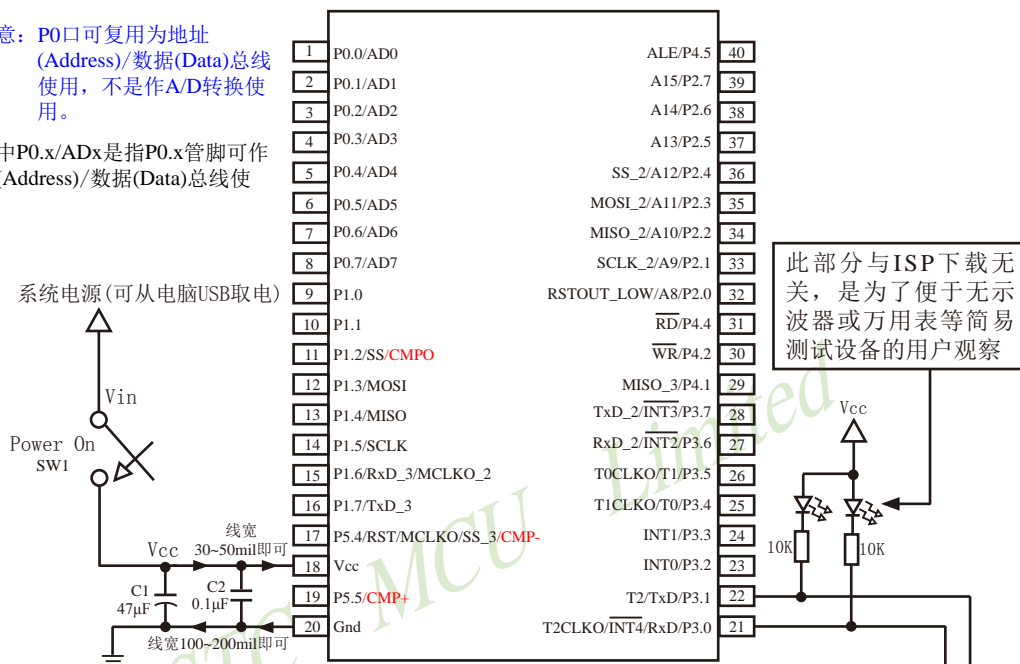 意：P0口可复用为地址
(Address)/数据(Data)总线
使用，不是作A/D转换使
用。
中P0.x/ADx是指P0.x管脚可作
(Address)/数据(Data)总线使
系统电源(可从电脑USB取电)
Vin
Power On
SW1
线宽
30~50mil即可
Vcc
C1
47μF
C2
0.1μF
线宽100~200mil即可
1 P0.0/AD0
2 P0.1/AD1
3 P0.2/AD2
4 P0.3/AD3
5 P0.4/AD4
6 P0.5/AD5
7 P0.6/AD6
8 P0.7/AD7
9 P1.0
10 P1.1
11 P1.2/SS/CMPO
12 P1.3/MOSI
13 P1.4/MISO
14 P1.5/SCLK
15 P1.6/RxD_3/MCLKO_2
16 P1.7/TxD_3
17 P5.4/RST/MCLKO/SS_3/CMP-
18 Vcc
19 P5.5/CMP+
20 Gnd
ALE/P4.5 40
A15/P2.7 39
A14/P2.6 38
A13/P2.5 37
SS_2/A12/P2.4 36
MOSI_2/A11/P2.3 35
MISO_2/A10/P2.2 34
SCLK_2/A9/P2.1 33
RSTOUT_LOW/A8/P2.0 32
RD/P4.4 31
WR/P4.2 30
MISO_3/P4.1 29
TxD_2/INT3/P3.7 28
RxD_2/INT2/P3.6 27
T0CLKO/T1/P3.5 26
T1CLKO/T0/P3.4 25
INT1/P3.3 24
INT0/P3.2 23
T2/TxD/P3.1 22
T2CLKO/INT4/RxD/P3.0 21
此部分与ISP下载无
关，是为了便于无示
波器或万用表等简易
测试设备的用户观察
Vcc
10K
10K
STC MCU Limited